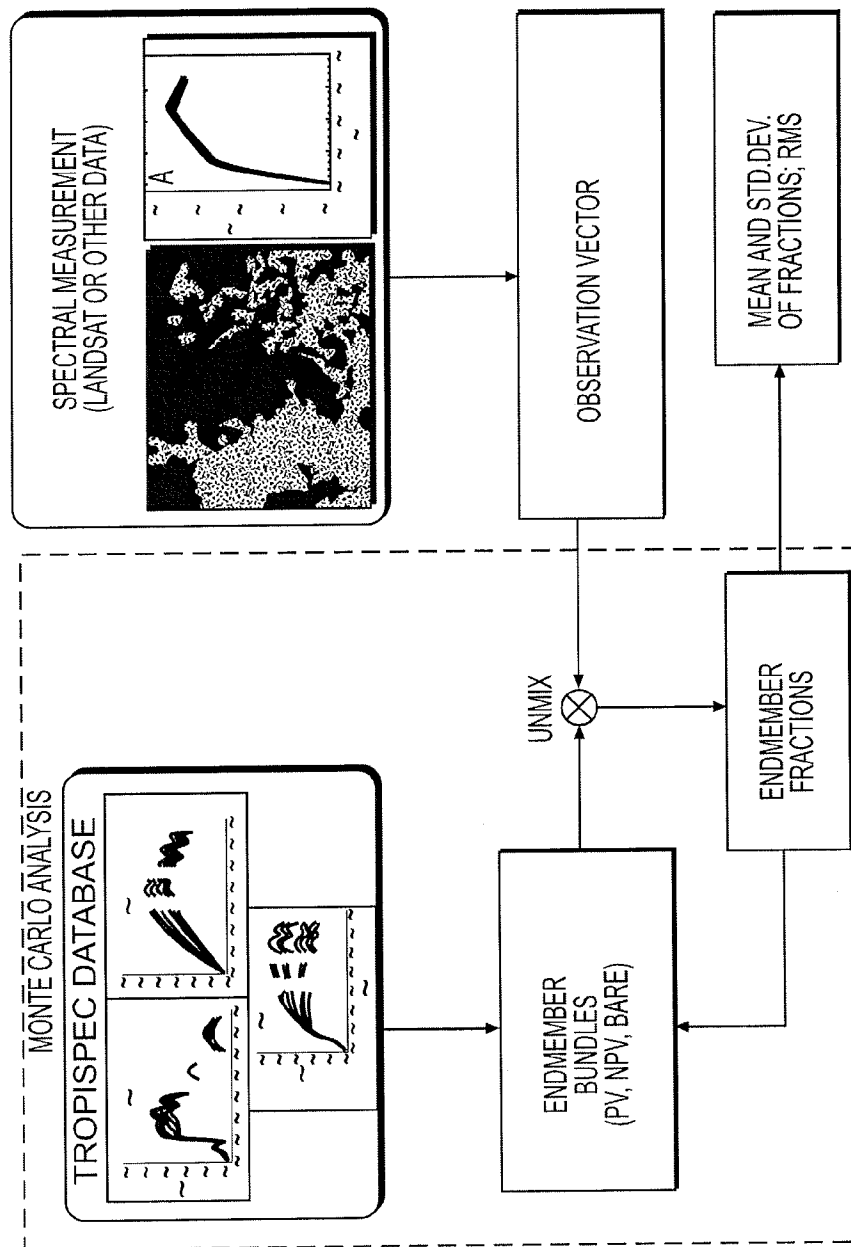 MONTE CARLO ANALYSIS
TROPISPEC DATABASE
SPECTRAL MEASUREMENT
(LANDSAT OR OTHER DATA)
A
ENDMEMBER
BUNDLES
(PV, NPV, BARE)
UNMIX
OBSERVATION VECTOR
ENDMEMBER
FRACTIONS
MEAN AND STD.DEV.
OF FRACTIONS; RMS